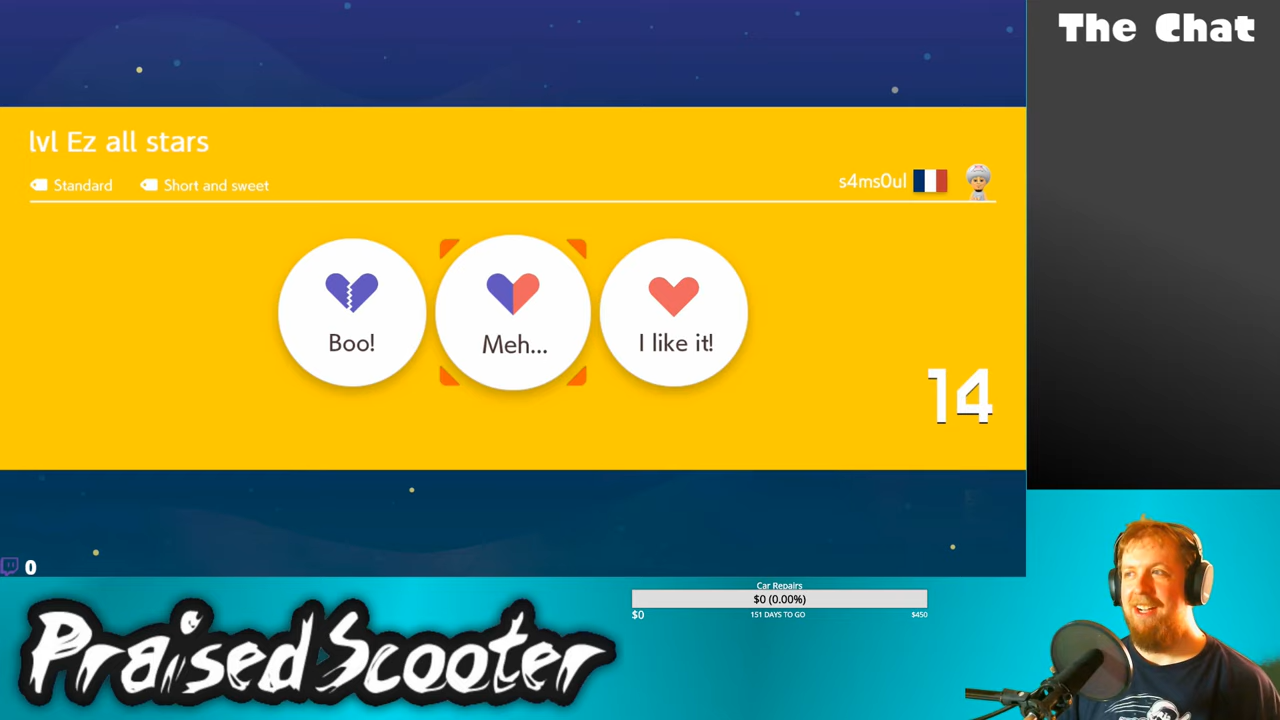 The Chat
lvl Ez all stars
Standard
Short and sweet
s4ms0ul
Boo!
Meh...
I like it!
14
0
Car Repairs
$0 (0.00%)
$0
151 DAYS TO GO
$450
PraisedScooter